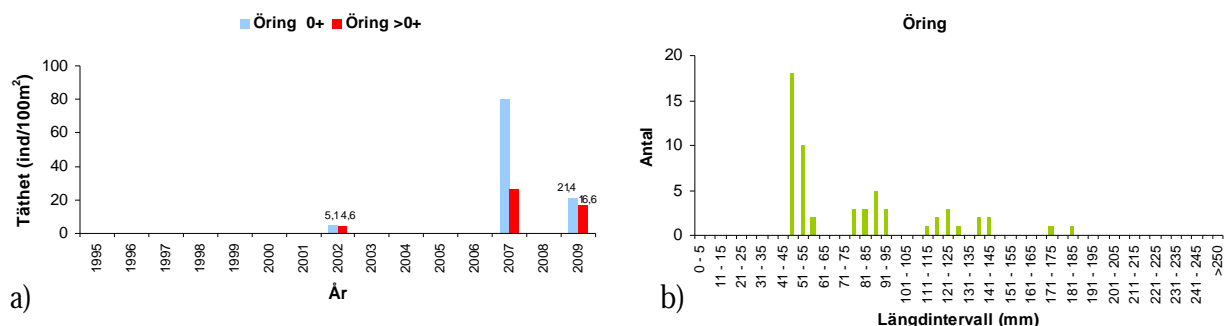 Öring 0+ Öring >0+
Täthet (ind/100m²)
100
80
60
40
20
0
5,1 4,6
21,4
16,6
1995 1996 1997 1998 1999 2000 2001 2002 2003 2004 2005 2006 2007 2008 2009
År
a)
Öring
Antal
20
15
10
5
0
0 - 5 11 - 15 21 - 25 31 - 35 41 - 45 51 - 55 61 - 65 71 - 75 81 - 85 91 - 95 101 - 105 111 - 115 121 - 125 131 - 135 141 - 145 151 - 155 161 - 165 171 - 175 181 - 185 191 - 195 201 - 205 211 - 215 221 - 225 231 - 235 241 - 245 >250
Längdintervall (mm)
b)